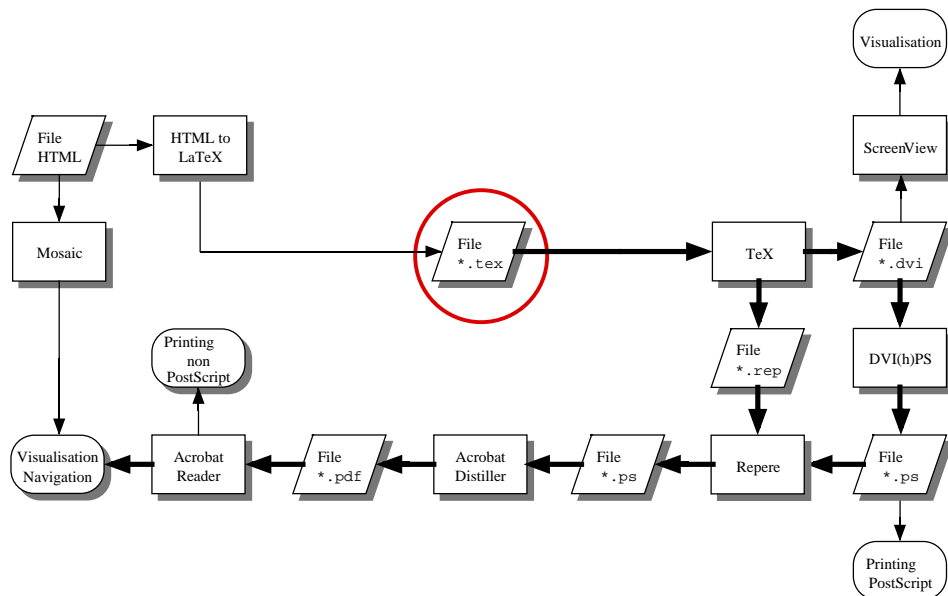 Visualisation
File
HTML
HTML to
LaTeX
ScreenView
Mosaic
File
*.tex
TeX
File
*.dvi
Printing
non
PostScript
File
*.rep
DVI(h)PS
Visualisation
Navigation
Acrobat
Reader
File
*.pdf
Acrobat
Distiller
File
*.ps
Repere
File
*.ps
Printing
PostScript